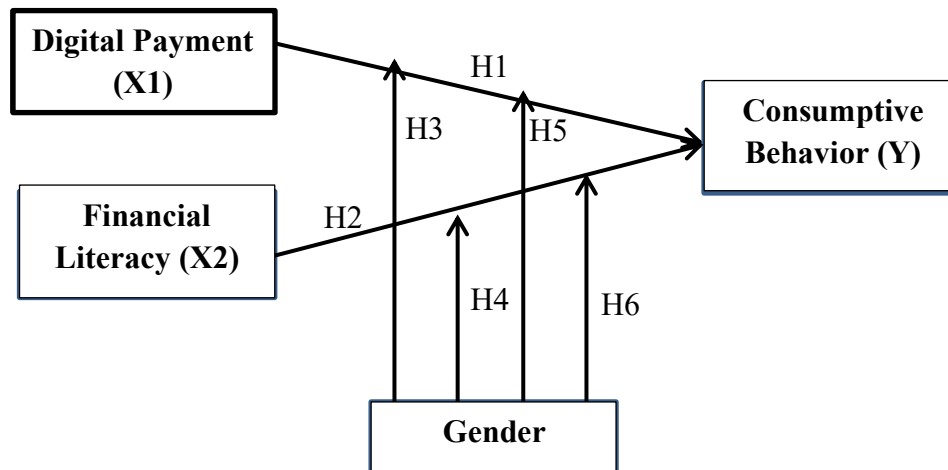 Digital Payment
(X1)
H1
H3
H5
Consumptive
Behavior (Y)
Financial
Literacy (X2)
H2
H4
H6
Gender